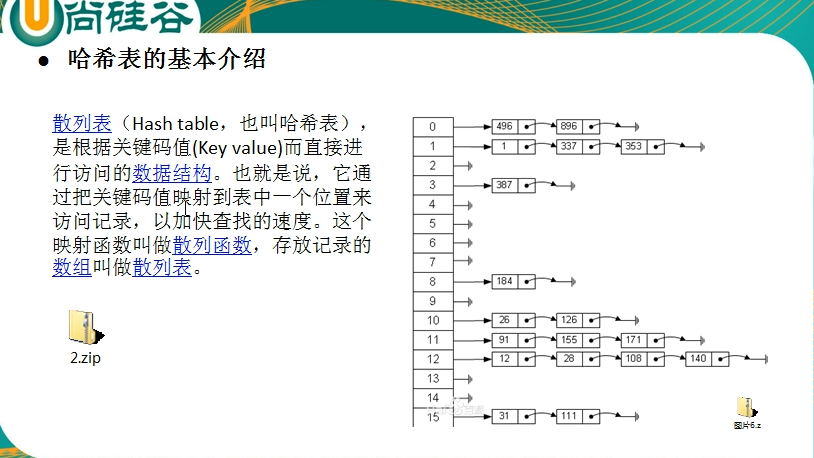 尚硅谷
● 哈希表的基本介绍
散列表（Hash table，也叫哈希表），
是根据关键码值(Key value)而直接进
行访问的数据结构。也就是说，它通
过把关键码值映射到表中一个位置来
访问记录，以加快查找的速度。这个
映射函数叫做散列函数，存放记录的
数组叫做散列表。
2.zip
0 496 896
1 1 337 353
2
3 387
4
5
6
7
8 184
9
10 26 126
11 91 155 171
12 12 28 108 140
13
14
15 31 111
图片6.z